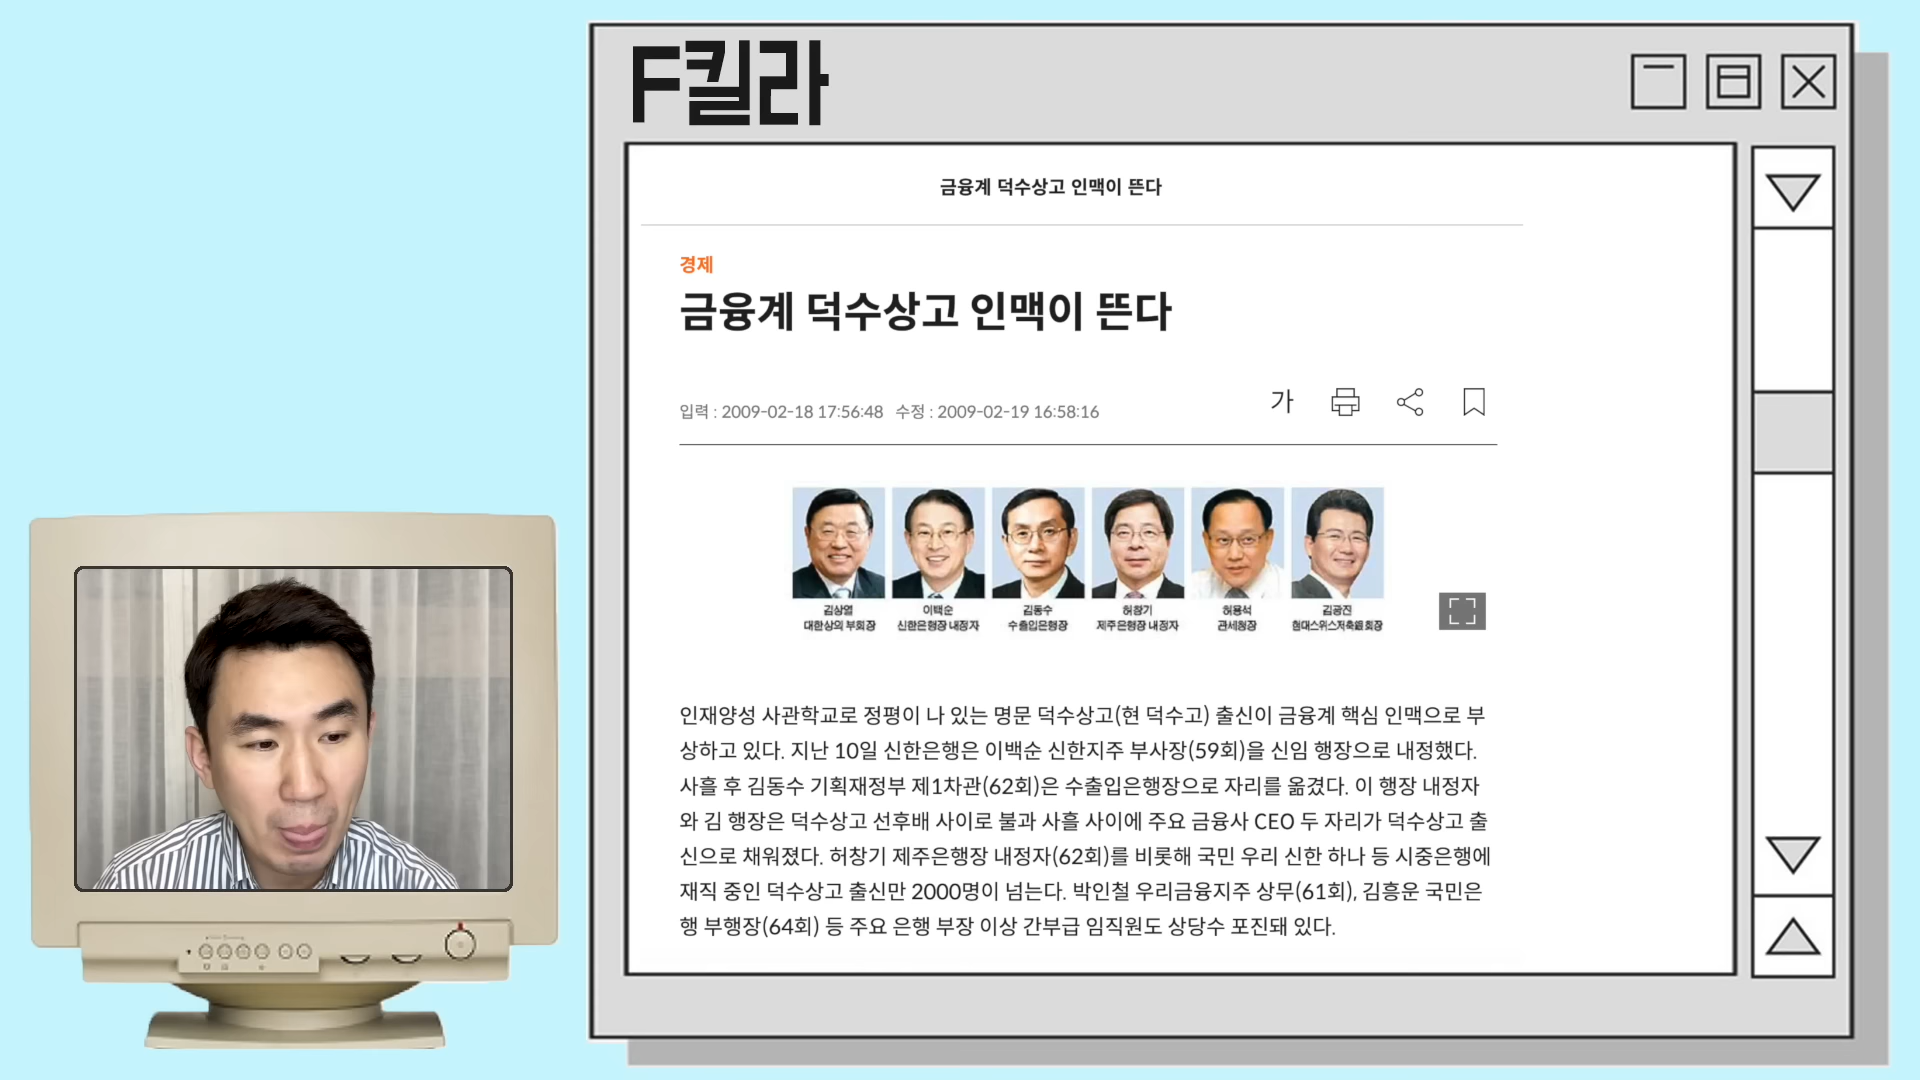 F킬라
금융계 덕수상고 인맥이 뜬다
경제
금융계 덕수상고 인맥이 뜬다
입력 : 2009-02-18 17:56:48 수정 : 2009-02-19 16:58:16
가
김상열 이백순 김동수 허창기 허용석 김광진
대한상의 부회장 신한은행장 내정자 수출입은행장 제주은행장 내정자 관세청장 현대스위스저축銀회장
인재양성 사관학교로 정평이 나 있는 명문 덕수상고(현 덕수고) 출신이 금융계 핵심 인맥으로 부
상하고 있다. 지난 10일 신한은행은 이백순 신한지주 부사장(59회)을 신임 행장으로 내정했다.
사흘 후 김동수 기획재정부 제1차관(62회)은 수출입은행장으로 자리를 옮겼다. 이 행장 내정자
와 김 행장은 덕수상고 선후배 사이로 불과 사흘 사이에 주요 금융사 CEO 두 자리가 덕수상고 출
신으로 채워졌다. 허창기 제주은행장 내정자(62회)를 비롯해 국민 우리 신한 하나 등 시중은행에
재직 중인 덕수상고 출신만 2000명이 넘는다. 박인철 우리금융지주 상무(61회), 김흥운 국민은
행 부행장(64회) 등 주요 은행 부장 이상 간부급 임직원도 상당수 포진돼 있다.